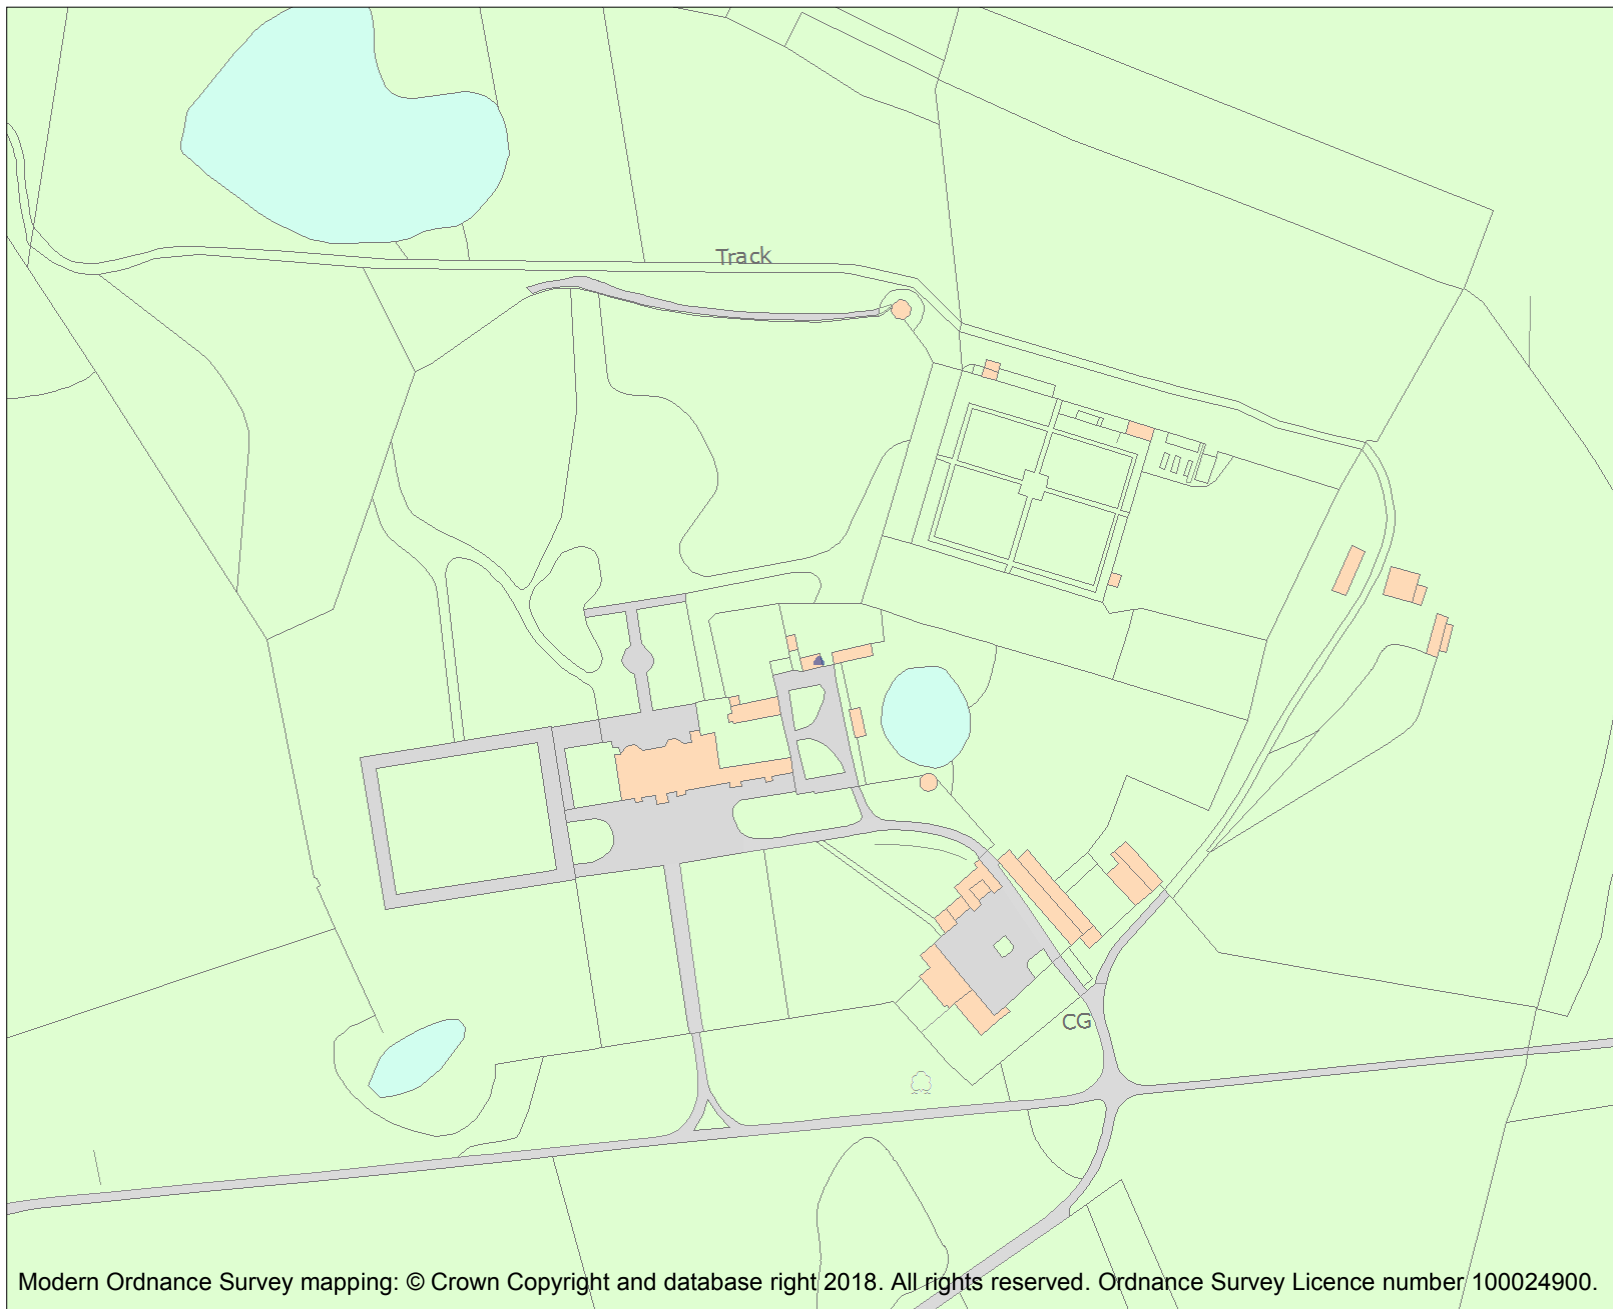 Track
CG
Modern Ordnance Survey mapping: © Crown Copyright and database right 2018. All rights reserved. Ordnance Survey Licence number 100024900.